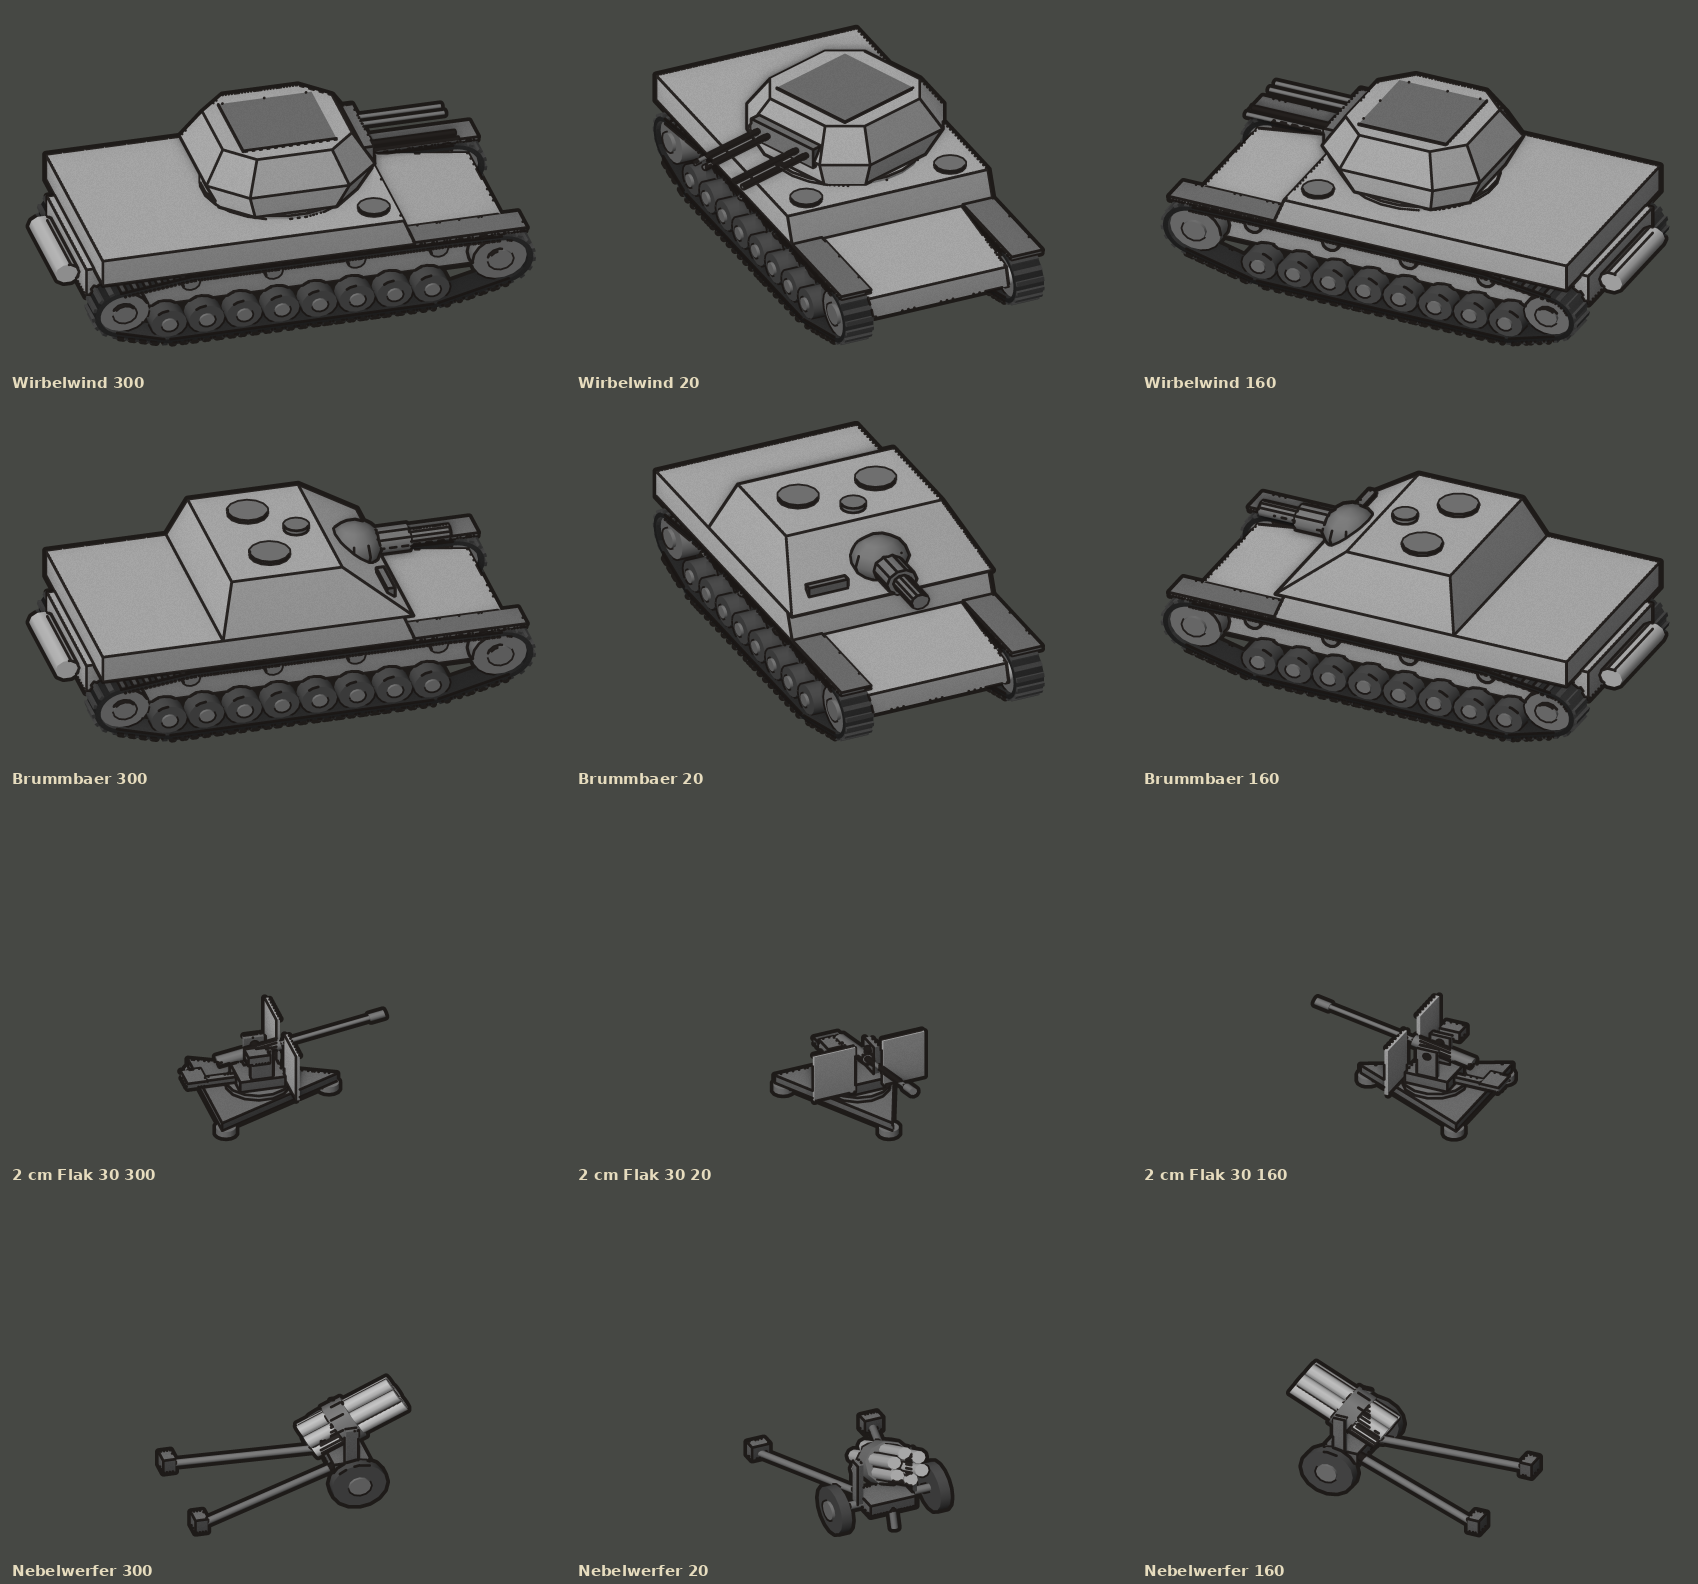 Wirbelwind 300
Wirbelwind 20
Wirbelwind 160
Brummbaer 300
Brummbaer 20
Brummbaer 160
2 cm Flak 30 300
2 cm Flak 30 20
2 cm Flak 30 160
Nebelwerfer 300
Nebelwerfer 20
Nebelwerfer 160